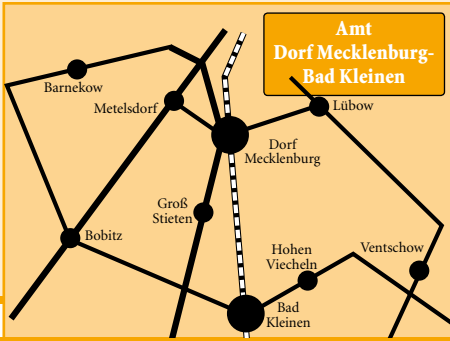 Amt
Dorf Mecklenburg-
Bad Kleinen
Barnekow
Metelsdorf
Lübow
Dorf
Mecklenburg
Groß
Stieten
Bobitz
Hohen
Viecheln
Ventschow
Bad
Kleinen